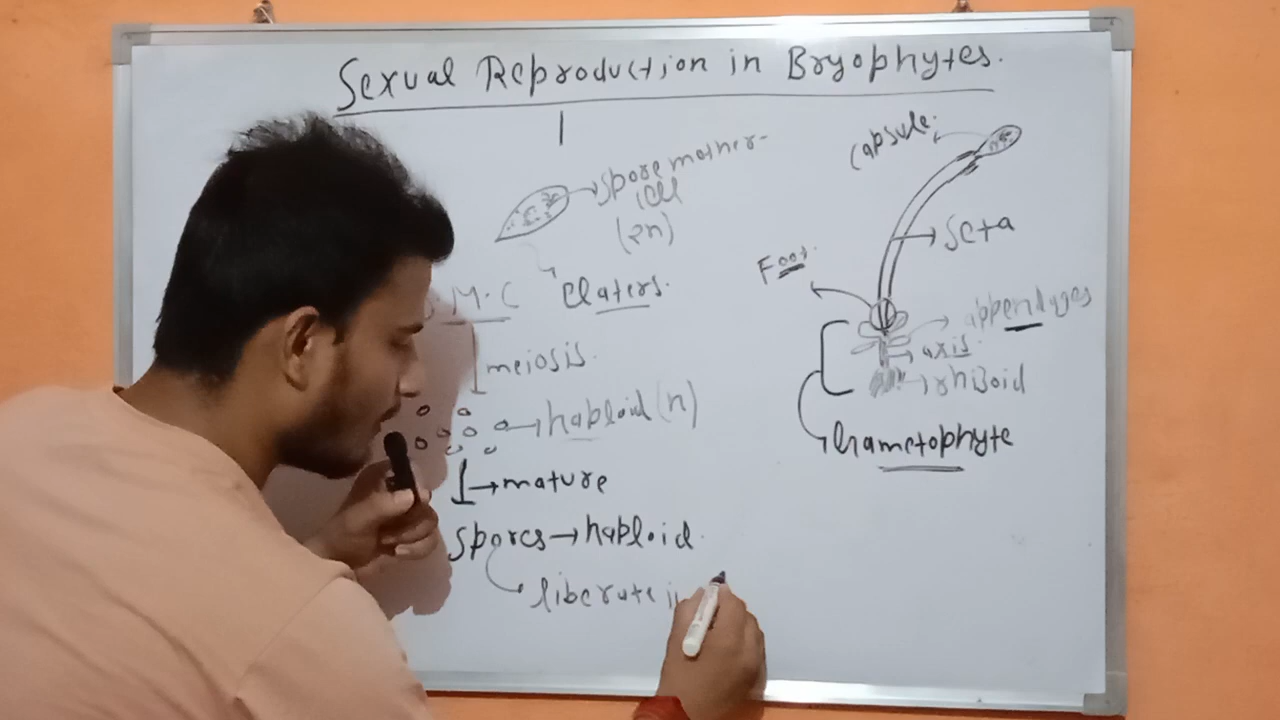 Sexual Reproduction in Bryophytes.
Spore mother-
cell
(2n)
M.C
Elaters.
meiosis.
haploid (n)
mature
Spores → haploid
liberate in
Capsule.
Seta
Foot.
appendages
axis.
rhizoid
Gametophyte